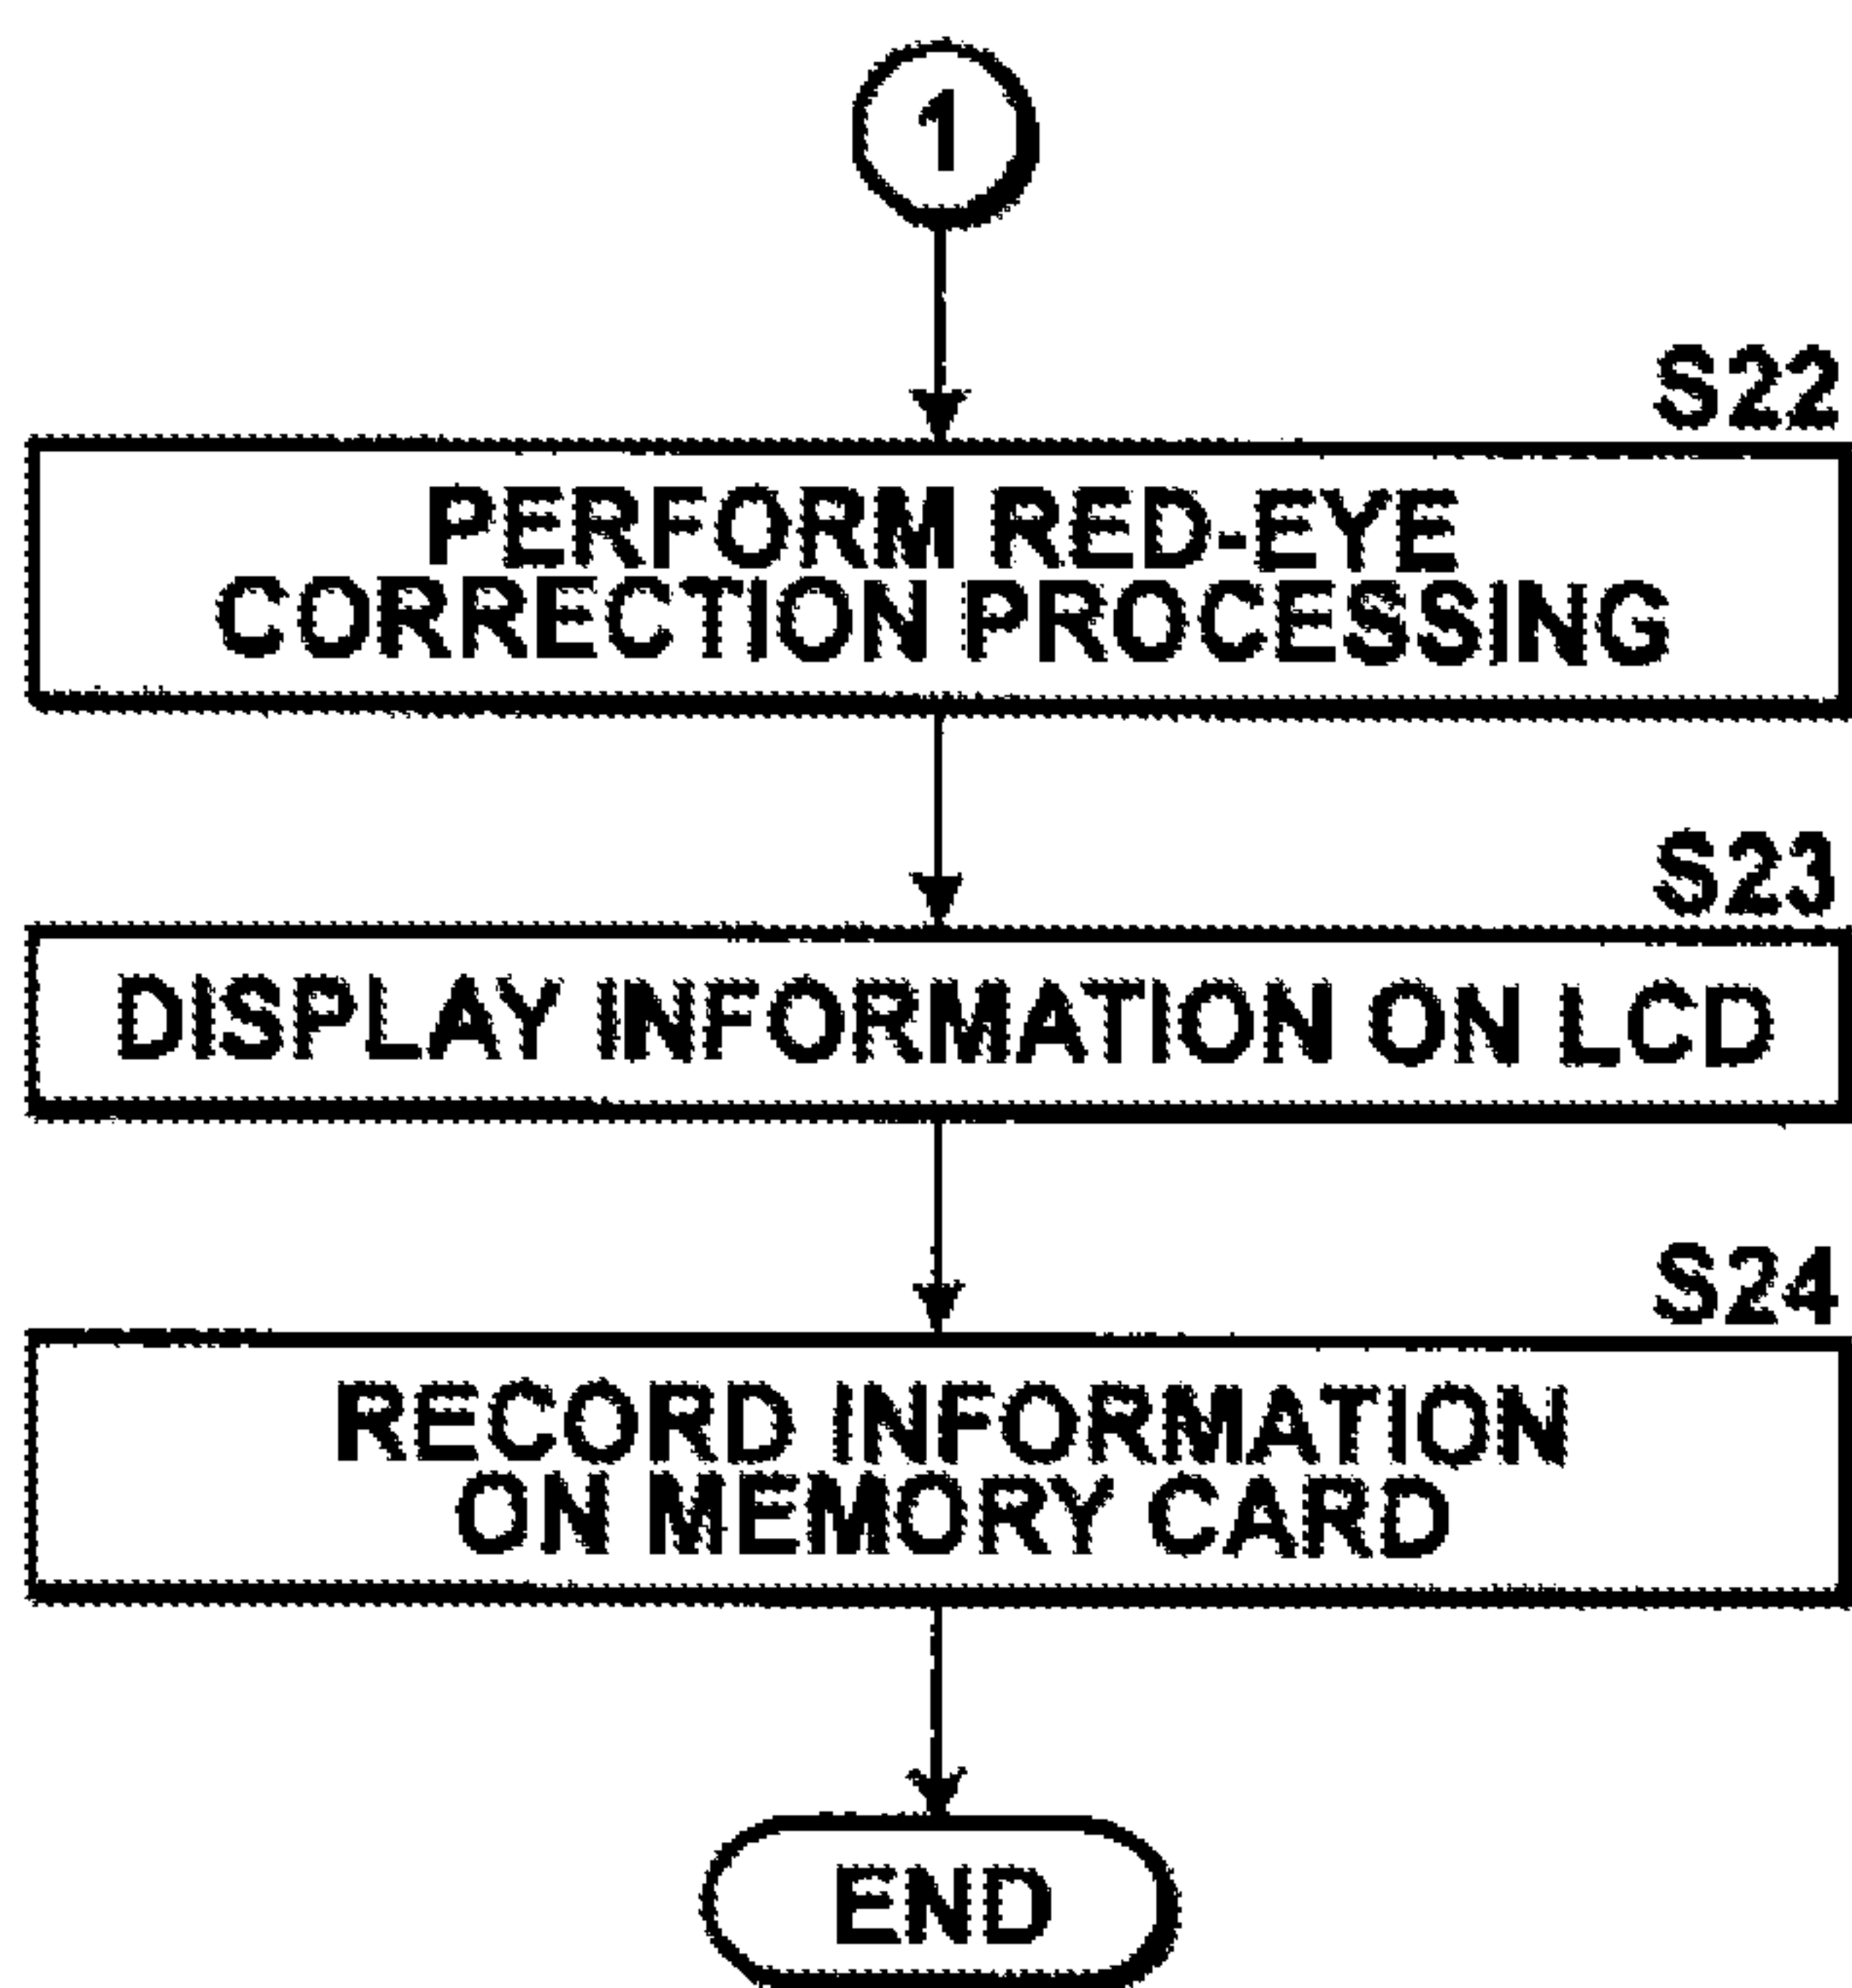 1
S22
PERFORM RED-EYE
CORRECTION PROCESSING
S23
DISPLAY INFORMATION ON LCD
S24
RECORD INFORMATION
ON MEMORY CARD
END